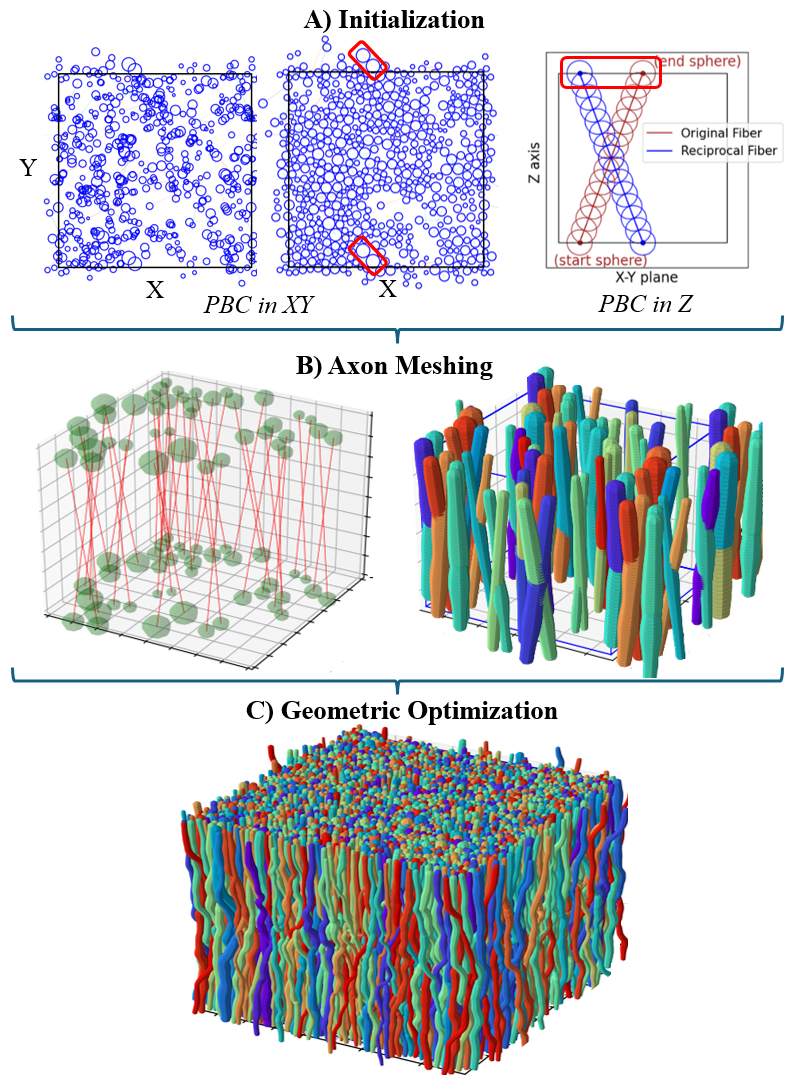 A) Initialization
Y
X
X
PBC in XY
(end sphere)
Original Fiber
Reciprocal Fiber
Z axis
(start sphere)
X-Y plane
PBC in Z
B) Axon Meshing
C) Geometric Optimization